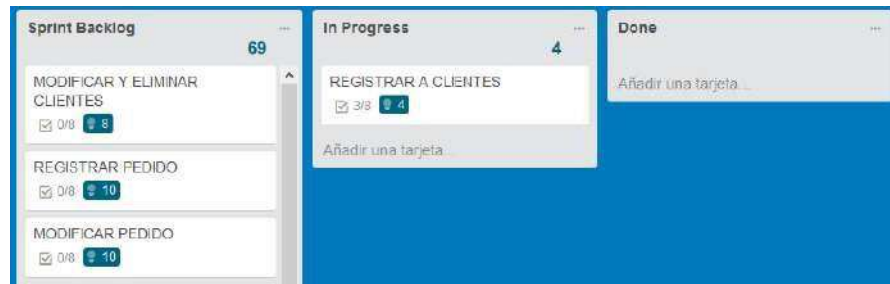 Sprint Backlog
69
MODIFICAR Y ELIMINAR
CLIENTES
0/8 8
REGISTRAR PEDIDO
0/8 10
MODIFICAR PEDIDO
0/8 10
In Progress
4
REGISTRAR A CLIENTES
3/8 4
Añadir una tarjeta...
Done
Añadir una tarjeta...